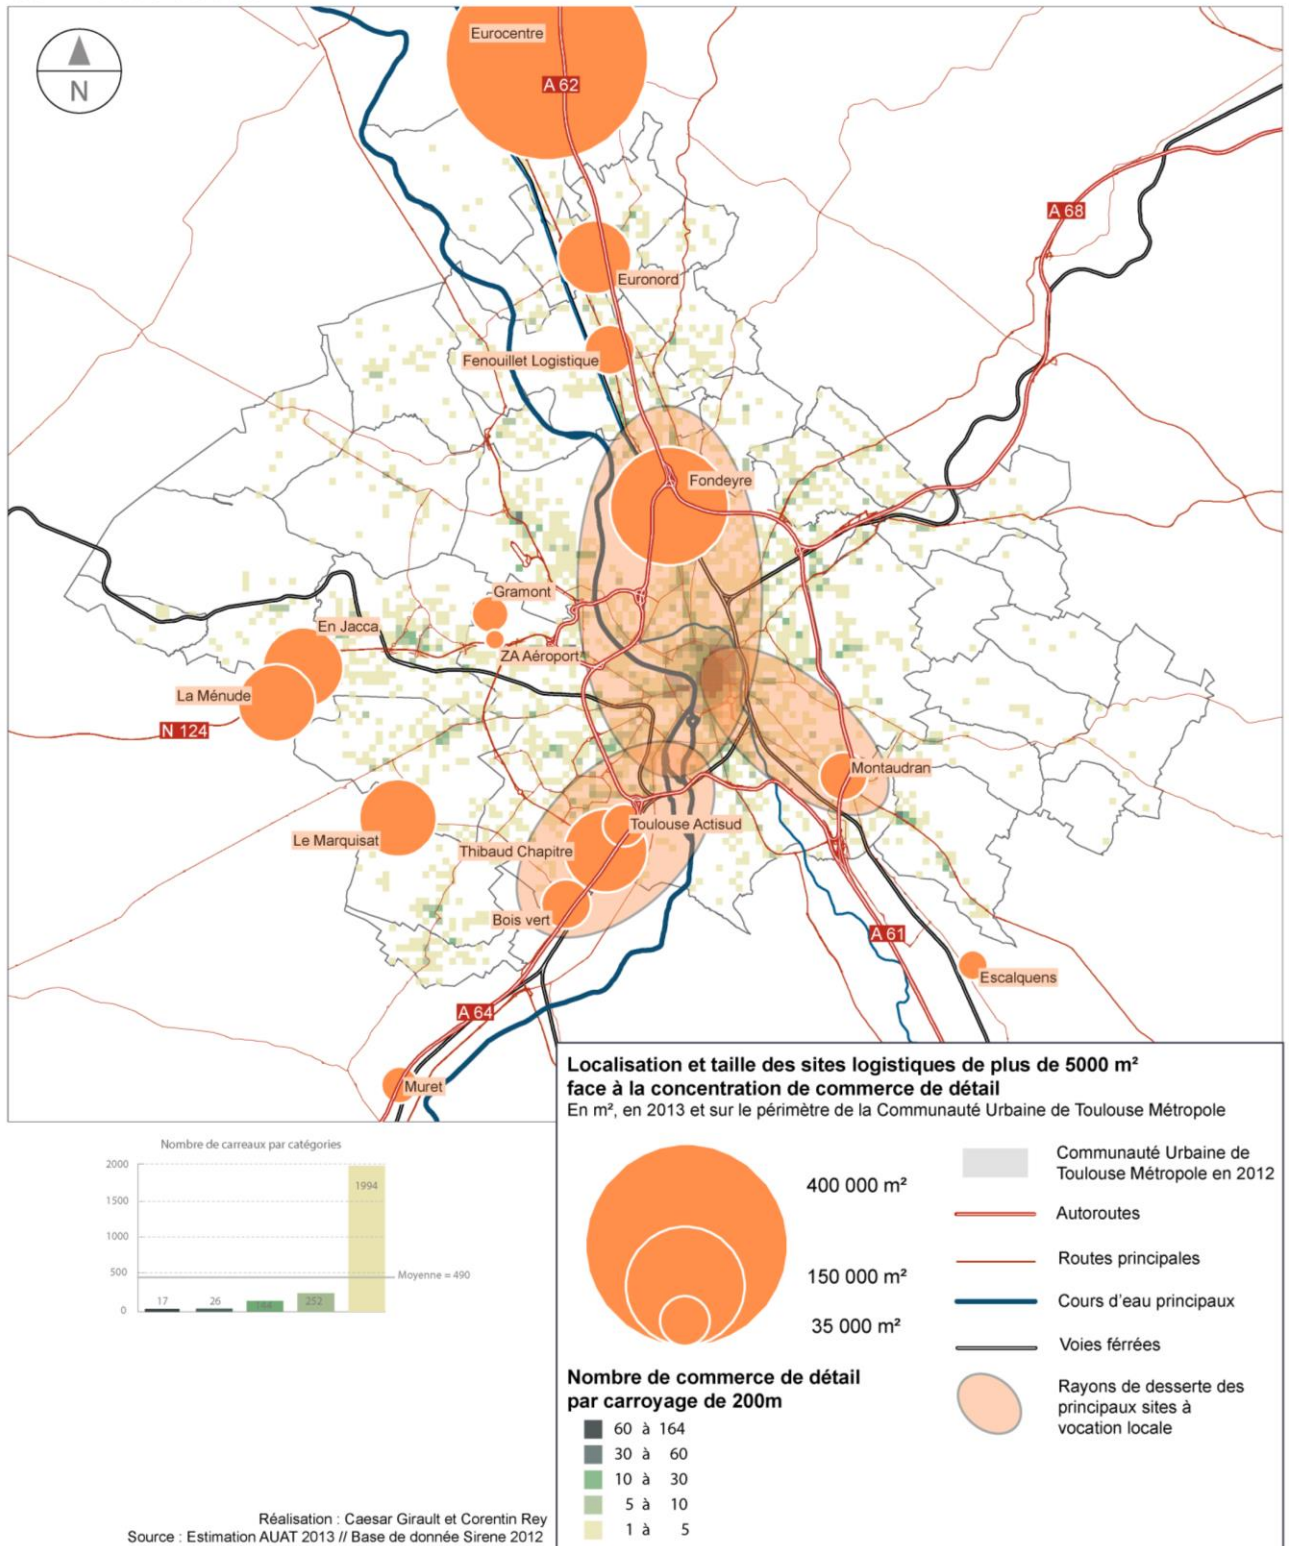 Eurocentre
A 62
N
A 68
Euronord
Fenouillet Logistique
Fondeyre
Gramont
En Jacca
ZA Aéroport
La Ménude
N 124
Montaudran
Toulouse Actisud
Le Marquisat
Thibaud Chapitre
Bois vert
A 61
Escalquens
A 64
Muret
Localisation et taille des sites logistiques de plus de 5000 m²
face à la concentration de commerce de détail
En m², en 2013 et sur le périmètre de la Communauté Urbaine de Toulouse Métropole
Nombre de carreaux par catégories
2000
1500
1000
500
0
17
26
252
1994
Moyenne = 490
400 000 m²
150 000 m²
35 000 m²
Communauté Urbaine de
Toulouse Métropole en 2012
Autoroutes
Routes principales
Cours d'eau principaux
Voies férrées
Rayons de desserte des
principaux sites à
vocation locale
Nombre de commerce de détail
par carroyage de 200m
60 à 164
30 à 60
10 à 30
5 à 10
1 à 5
Réalisation : Caesar Girault et Corentin Rey
Source : Estimation AUAT 2013 // Base de donnée Sirene 2012